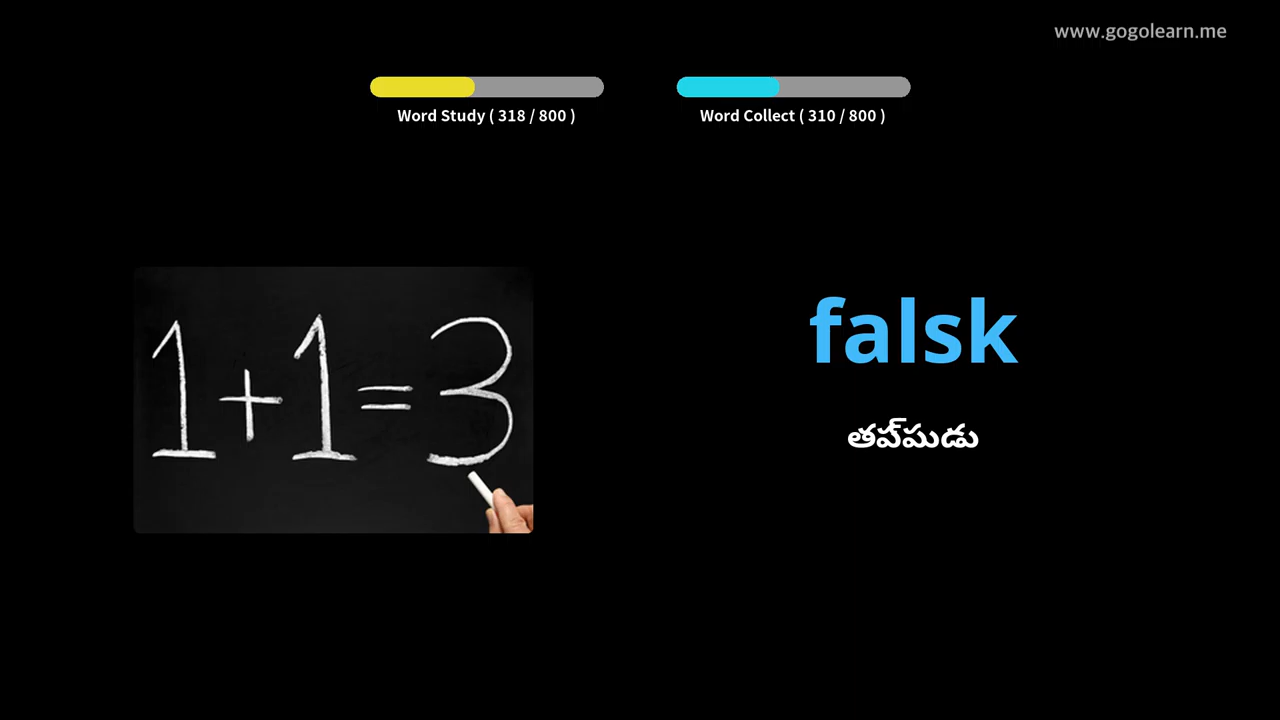 www.gogolearn.me
Word Study ( 318 / 800 )
Word Collect ( 310 / 800 )
1+1=3
falsk
తప్పుడు